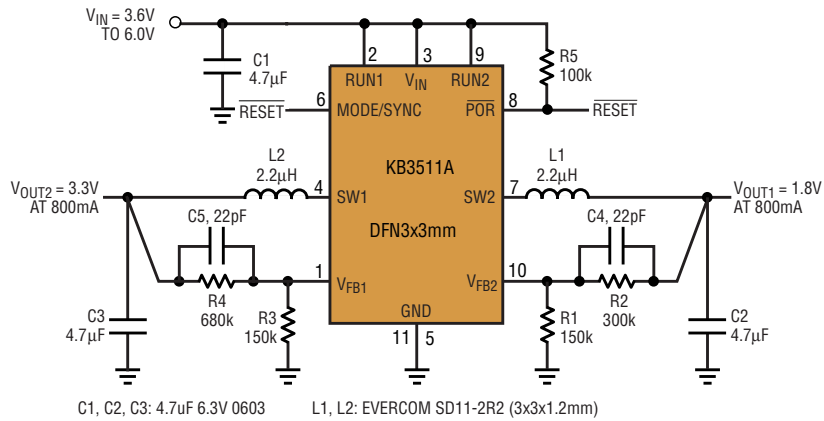 VIN = 3.6V
TO 6.0V
C1
4.7µF
2
3
9
RUN1
VIN
RUN2
R5
100k
RESET
6
MODE/SYNC
POR
8
RESET
KB3511A
DFN3x3mm
VOUT2 = 3.3V
AT 800mA
L2
2.2µH
4
SW1
SW2
7
L1
2.2µH
VOUT1 = 1.8V
AT 800mA
C5, 22pF
C4, 22pF
1
VFB1
VFB2
10
R4
680k
R2
300k
C3
4.7µF
R3
150k
GND
11
5
R1
150k
C2
4.7µF
C1, C2, C3: 4.7uF 6.3V 0603
L1, L2: EVERCOM SD11-2R2 (3x3x1.2mm)